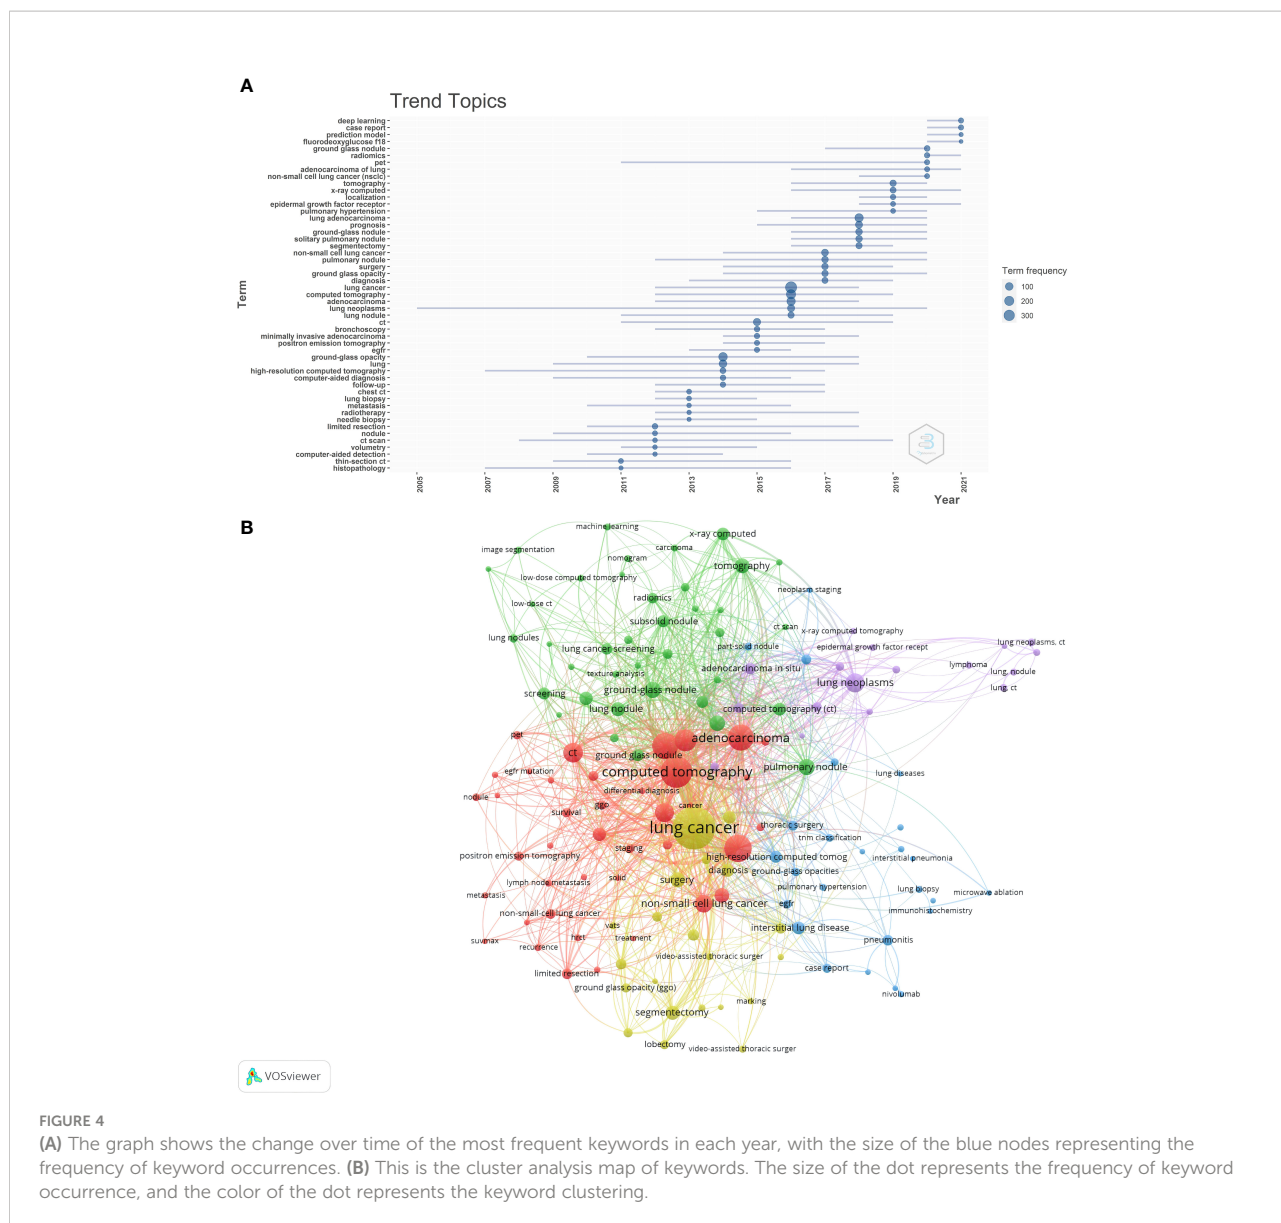 A
Trend Topics
deep learning
case report
prediction model
fluorodeoxyglucose f18
ground glass nodule
radiomics
pet
adenocarcinoma of lung
non-small cell lung cancer (nsclc)
tomography
x-ray computed
localization
epidermal growth factor receptor
pulmonary hypertension
lung adenocarcinoma
prognosis
ground-glass nodule
solitary pulmonary nodule
segmentectomy
non-small cell lung cancer
pulmonary nodule
surgery
ground glass opacity
diagnosis
lung cancer
computed tomography
adenocarcinoma
lung neoplasms
lung nodule
ct
bronchoscopy
minimally invasive adenocarcinoma
positron emission tomography
egfr
ground-glass opacity
lung
high-resolution computed tomography
computer-aided diagnosis
follow-up
chest ct
lung biopsy
metastasis
radiotherapy
needle biopsy
limited resection
nodule
ct scan
volumetry
computer-aided detection
thin-section ct
histopathology
Term
2005
2007
2009
2011
2013
2015
2017
2019
2021
Year
Term frequency
100
200
300
B
machine learning
x-ray computed
image segmentation
carcinoma
nomogram
tomography
low-dose computed tomography
neoplasm staging
radiomics
low-dose ct
subsolid nodule
ct scan
x-ray computed tomography
lung nodules
lung neoplasms, ct
lung cancer screening
part-solid nodule
epidermal growth factor recept
adenocarcinoma in situ
lymphoma
texture analysis
lung, nodule
lung neoplasms
ground-glass nodule
lung, ct
screening
lung nodule
computed tomography (ct)
pet
adenocarcinoma
ct
ground glass nodule
pulmonary nodule
egfr mutation
computed tomography
lung diseases
differential diagnosis
nodule
ggo
cancer
survival
lung cancer
thoracic surgery
tnm classification
staging
positron emission tomography
high-resolution computed tomog
interstitial pneumonia
diagnosis
ground-glass opacities
solid
surgery
lymph node metastasis
pulmonary hypertension
lung biopsy
microwave ablation
metastasis
non-small cell lung cancer
egfr
immunohistochemistry
non-small-cell lung cancer
vats
interstitial lung disease
suvmax
hrct
treatment
pneumonitis
recurrence
video-assisted thoracic surger
limited resection
case report
ground glass opacity (ggo)
nivolumab
marking
segmentectomy
lobectomy
video-assisted thoracic surger
VOSviewer
FIGURE 4
(A) The graph shows the change over time of the most frequent keywords in each year, with the size of the blue nodes representing the
frequency of keyword occurrences. (B) This is the cluster analysis map of keywords. The size of the dot represents the frequency of keyword
occurrence, and the color of the dot represents the keyword clustering.